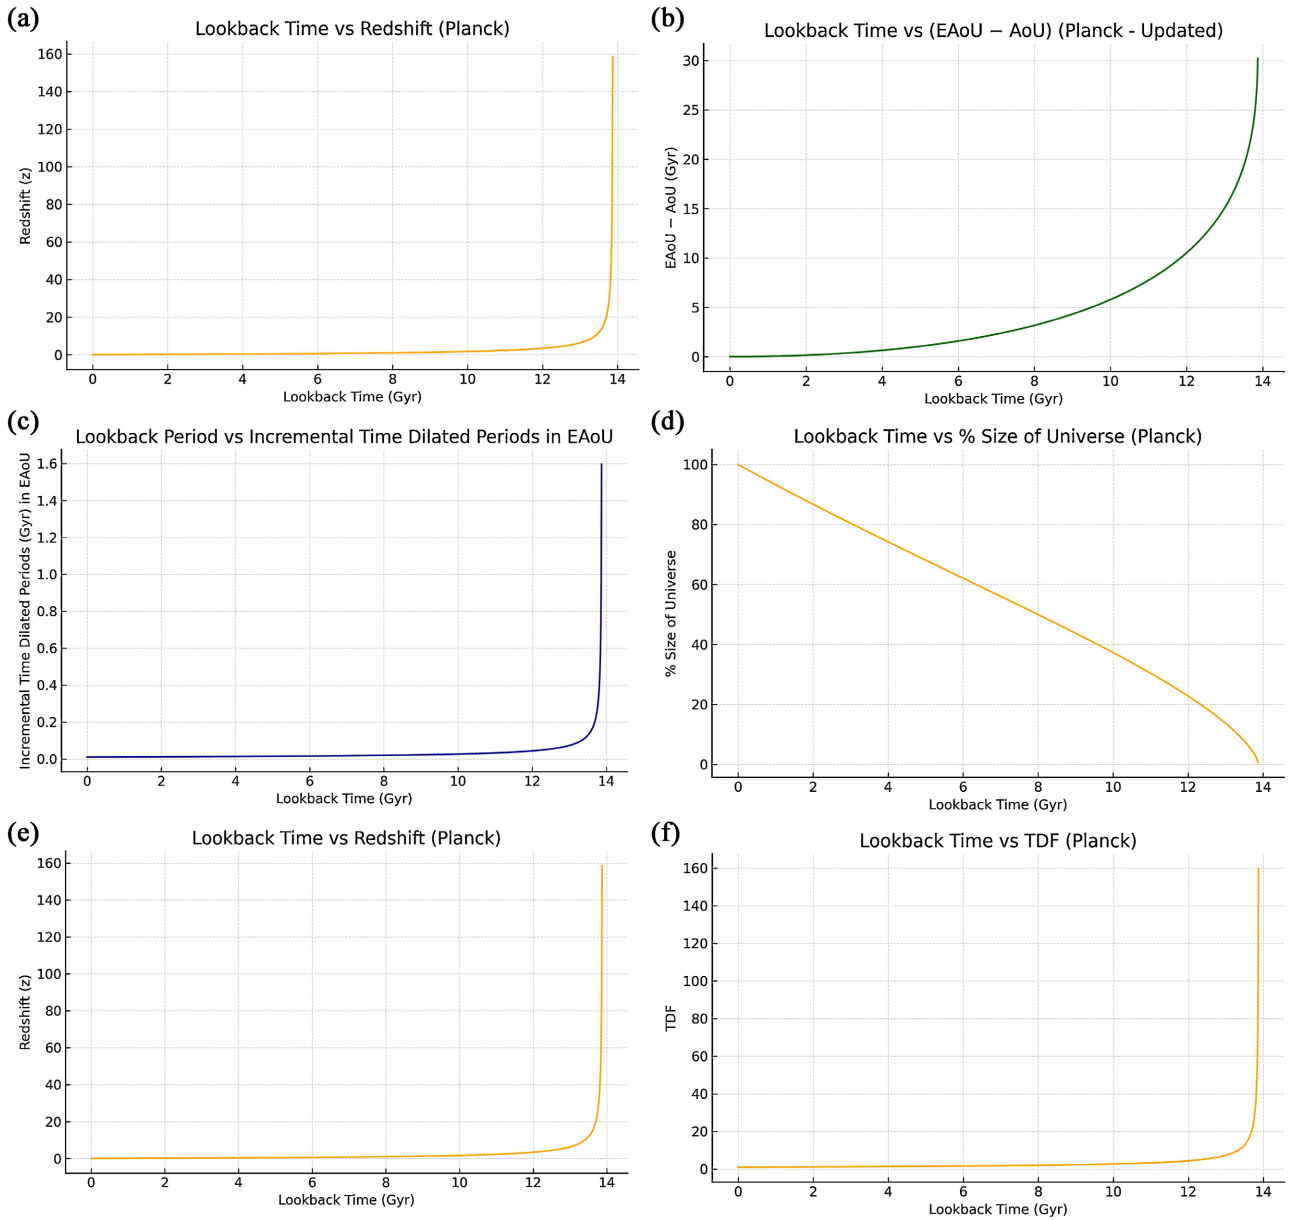 (a)
Lookback Time vs Redshift (Planck)
160
140
120
100
80
60
40
20
0
Redshift (z)
0 2 4 6 8 10 12 14
Lookback Time (Gyr)
(b)
Lookback Time vs (EAoU − AoU) (Planck - Updated)
30
25
20
15
10
5
0
EAoU − AoU (Gyr)
0 2 4 6 8 10 12 14
Lookback Time (Gyr)
(c)
Lookback Period vs Incremental Time Dilated Periods in EAoU
1.6
1.4
1.2
1.0
0.8
0.6
0.4
0.2
0.0
Incremental Time Dilated Periods (Gyr) in EAoU
0 2 4 6 8 10 12 14
Lookback Time (Gyr)
(d)
Lookback Time vs % Size of Universe (Planck)
100
80
60
40
20
0
% Size of Universe
0 2 4 6 8 10 12 14
Lookback Time (Gyr)
(e)
Lookback Time vs Redshift (Planck)
160
140
120
100
80
60
40
20
0
Redshift (z)
0 2 4 6 8 10 12 14
Lookback Time (Gyr)
(f)
Lookback Time vs TDF (Planck)
160
140
120
100
80
60
40
20
0
TDF
0 2 4 6 8 10 12 14
Lookback Time (Gyr)